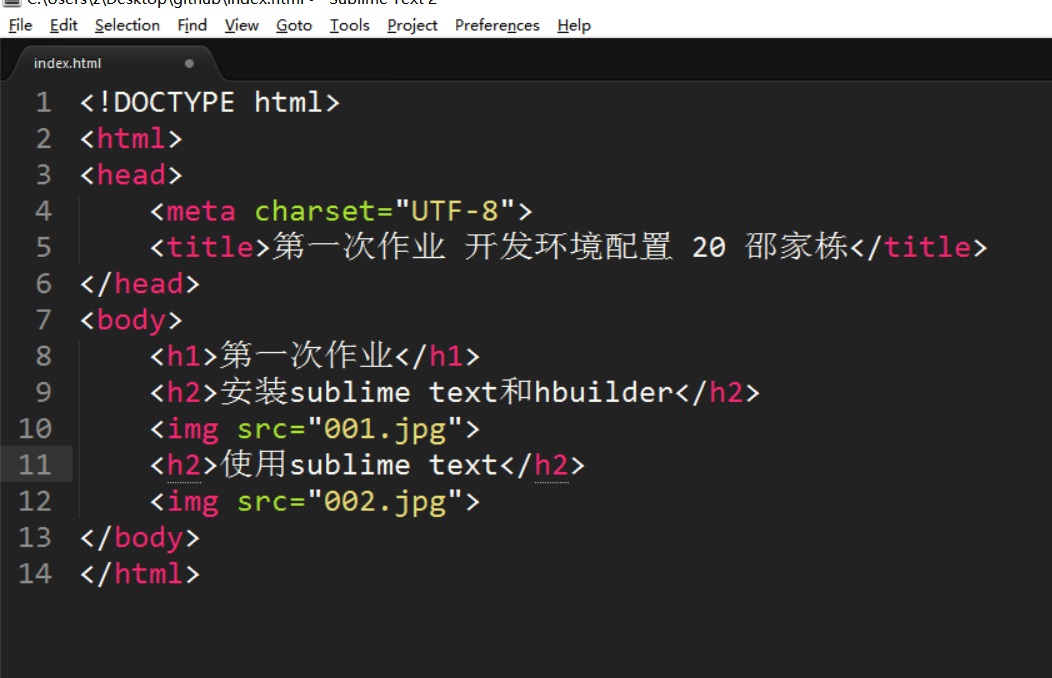 C:\Users\z\Desktop\github\index.html • - Sublime Text 2
File Edit Selection Find View Goto Tools Project Preferences Help
index.html
1 <!DOCTYPE html>
2 <html>
3 <head>
4 <meta charset="UTF-8">
5 <title>第一次作业 开发环境配置 20 邵家栋</title>
6 </head>
7 <body>
8 <h1>第一次作业</h1>
9 <h2>安装sublime text和hbuilder</h2>
10 <img src="001.jpg">
11 <h2>使用sublime text</h2>
12 <img src="002.jpg">
13 </body>
14 </html>